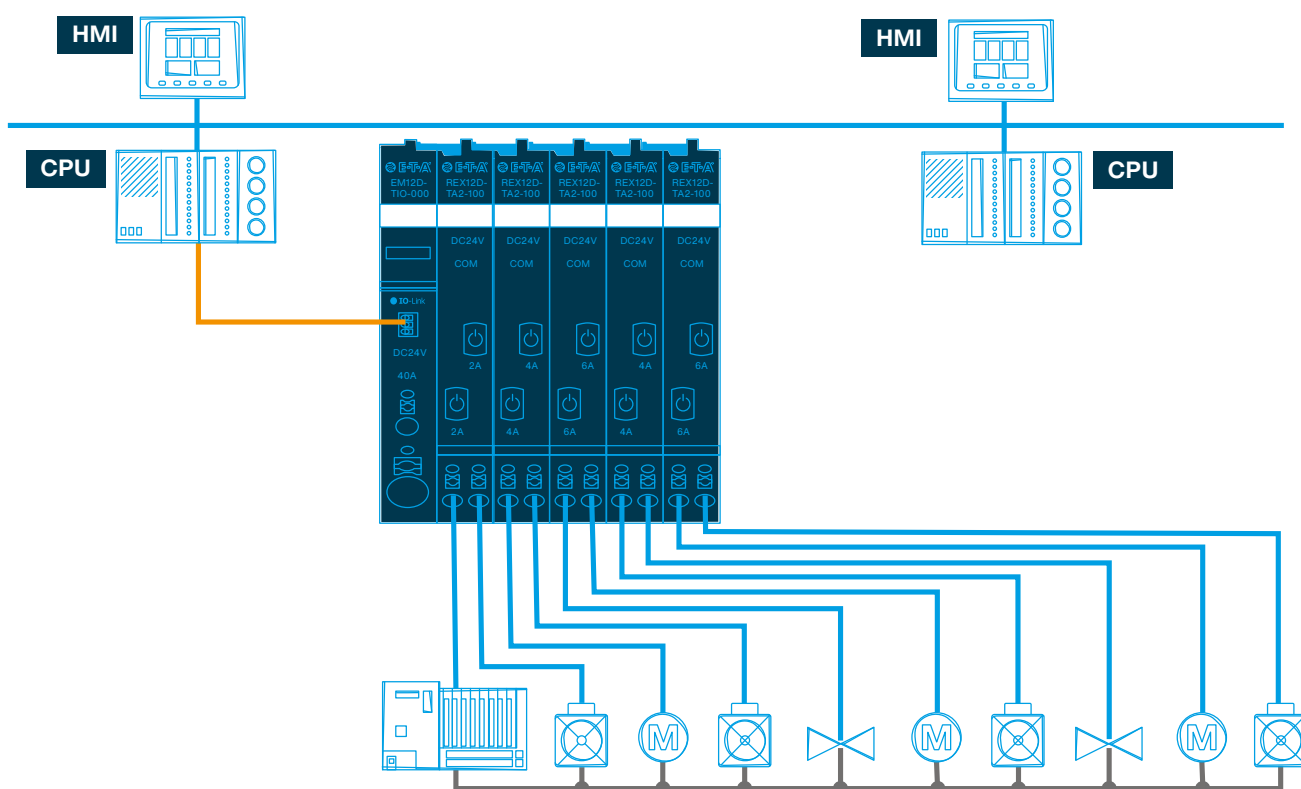 HMI
HMI
CPU
CPU
E-T-A E-T-A E-T-A E-T-A E-T-A E-T-A
EM12D- REX12D- REX12D- REX12D- REX12D- REX12D-
TIO-000 TA2-100 TA2-100 TA2-100 TA2-100 TA2-100
DC24V DC24V DC24V DC24V DC24V
COM COM COM COM COM
IO-Link
DC24V
2A 4A 6A 4A 6A
40A
2A 4A 6A 4A 6A
M M M